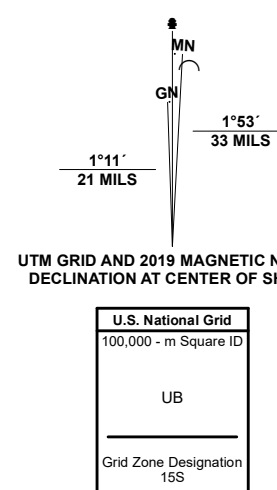 MN
GN
1°53´
33 MILS
1°11´
21 MILS
UTM GRID AND 2019 MAGNETIC N
DECLINATION AT CENTER OF SH
U.S. National Grid
100,000 - m Square ID
UB
Grid Zone Designation
15S